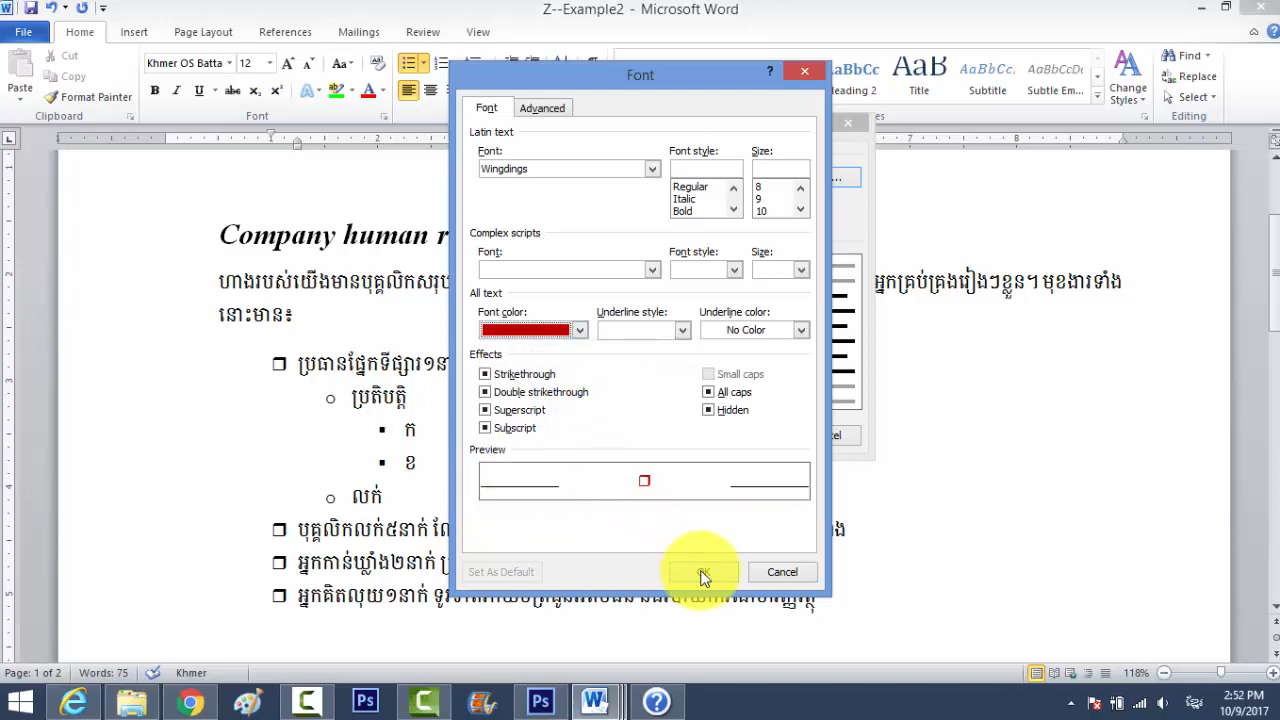 Z--Example2 - Microsoft Word
File Home Insert Page Layout References Mailings Review View
Cut
Copy
Paste
Format Painter
Clipboard
Khmer OS Batta 12
Font
Heading 2
Title
Subtitle
Subtle Em...
Change Styles
Find
Replace
Select
Editing
Font
Font Advanced
Latin text
Font: Font style: Size:
Wingdings
Regular 8
Italic 9
Bold 10
Complex scripts
Font: Font style: Size:
All text
Font color: Underline style: Underline color:
No Color
Effects
Strikethrough Small caps
Double strikethrough All caps
Superscript Hidden
Subscript
Preview
Set As Default OK Cancel
Company human r
ហាងរបស់យើងមានបុគ្គលិកសរុប
អ្នកគ្រប់គ្រងរៀងៗខ្លួន។ មុខងារទាំង
នោះមាន៖
ប្រធានផ្នែកទីផ្សារ១នា
o ប្រតិបត្តិ
▪ ក
▪ ខ
o លក់
បុគ្គលិកលក់៥នាក់
អ្នកកាន់ឃ្លាំង២នាក់
អ្នកគិតលុយ១នាក់
Page: 1 of 2 Words: 75 Khmer 118%
2:52 PM
10/9/2017